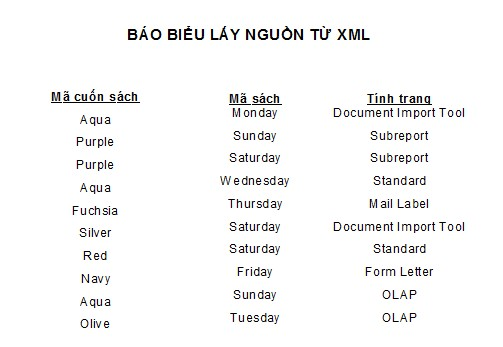 BÁO BIỂU LẤY NGUỒN TỪ XML
Mã cuốn sách Mã sách Tính trang
Aqua Monday Document Import Tool
Purple Sunday Subreport
Purple Saturday Subreport
Aqua Wednesday Standard
Fuchsia Thursday Mail Label
Silver Saturday Document Import Tool
Red Saturday Standard
Navy Friday Form Letter
Aqua Sunday OLAP
Olive Tuesday OLAP